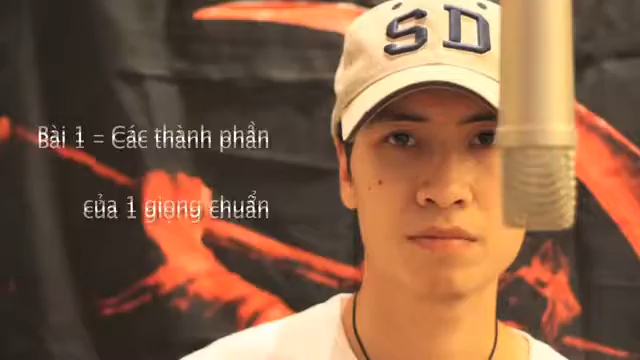 SD
Bài 1 – Các thành phần
của 1 giọng chuẩn